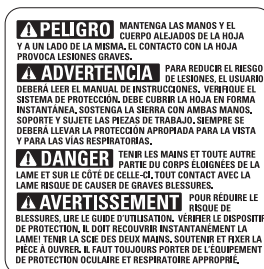 PELIGRO MANTENGA LAS MANOS Y EL
CUERPO ALEJADOS DE LA HOJA
Y A UN LADO DE LA MISMA. EL CONTACTO CON LA HOJA
PROVOCA LESIONES GRAVES.
ADVERTENCIA PARA REDUCIR EL RIESGO
DE LESIONES, EL USUARIO
DEBERÁ LEER EL MANUAL DE INSTRUCCIONES. VERIFIQUE EL
SISTEMA DE PROTECCIÓN. DEBE CUBRIR LA HOJA EN FORMA
INSTANTÁNEA, SOSTENGA LA SIERRA CON AMBAS MANOS,
SOPORTE Y SUJETE LAS PIEZAS DE TRABAJO. SIEMPRE SE
DEBERÁ LLEVAR LA PROTECCIÓN APROPIADA PARA LA VISTA
Y PARA LAS VÍAS RESPIRATORIAS.
DANGER TENIR LES MAINS ET TOUTE AUTRE
PARTIE DU CORPS ÉLOIGNÉES DE LA
LAME ET SUR LE CÔTÉ DE CELLE-CI. TOUT CONTACT AVEC LA
LAME RISQUE DE CAUSER DE GRAVES BLESSURES.
AVERTISSEMENT POUR RÉDUIRE LE
RISQUE DE
BLESSURES, LIRE LE GUIDE D'UTILISATION. VÉRIFIER LE DISPOSITIF
DE PROTECTION, IL DOIT RECOUVRIR INSTANTANÉMENT LA
LAME! TENIR LA SCIE DES DEUX MAINS. SOUTENIR ET FIXER LA
PIÈCE À OUVRER. IL FAUT TOUJOURS PORTER DE L'ÉQUIPEMENT
DE PROTECTION OCULAIRE ET RESPIRATOIRE APPROPRIÉ.